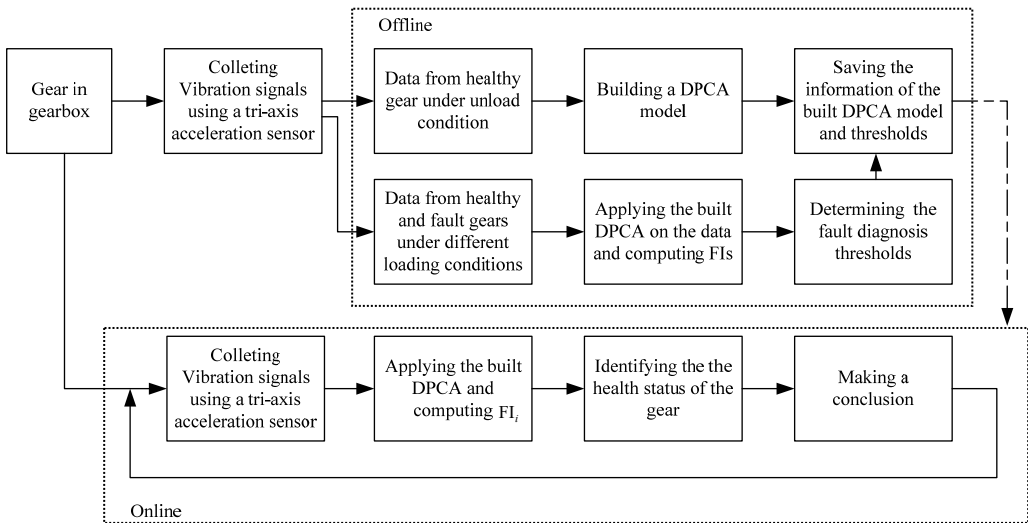 Offline
Gear in
gearbox
Colleting
Vibration signals
using a tri-axis
acceleration sensor
Data from healthy
gear under unload
condition
Building a DPCA
model
Saving the
information of the
built DPCA model
and thresholds
Data from healthy
and fault gears
under different
loading conditions
Applying the built
DPCA on the data
and computing FIs
Determining the
fault diagnosis
thresholds
Colleting
Vibration signals
using a tri-axis
acceleration sensor
Applying the built
DPCA and
computing FIi
Identifying the the
health status of the
gear
Making a
conclusion
Online